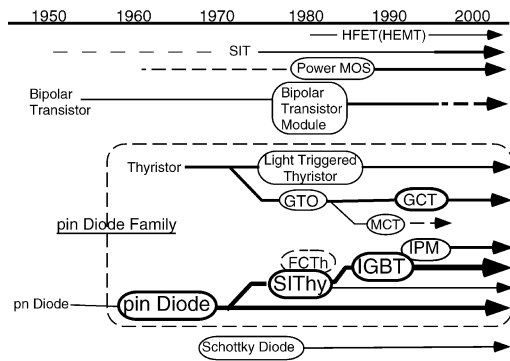 1950 1960 1970 1980 1990 2000
HFET(HEMT)
SIT
Power MOS
Bipolar
Transistor
Bipolar
Transistor
Module
Thyristor
Light Triggered
Thyristor
GTO
GCT
MCT
pin Diode Family
IPM
FCTh
IGBT
SIThy
pn Diode
pin Diode
Schottky Diode